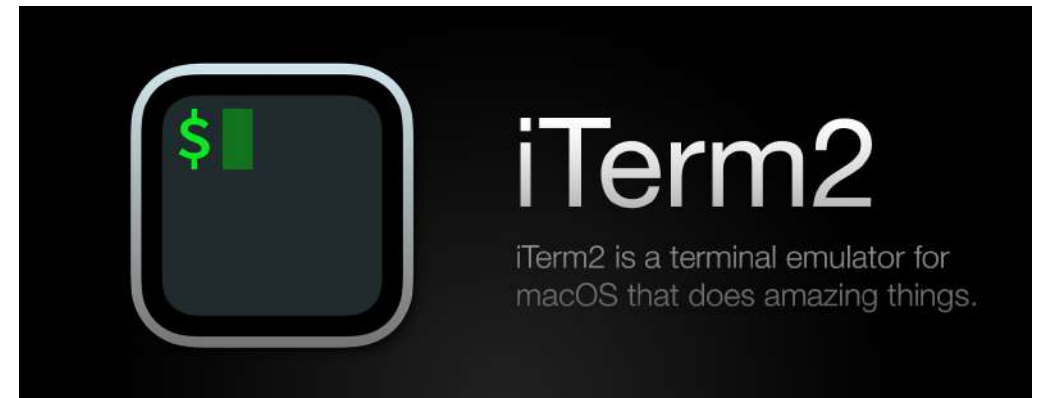 $
iTerm2
iTerm2 is a terminal emulator for
macOS that does amazing things.